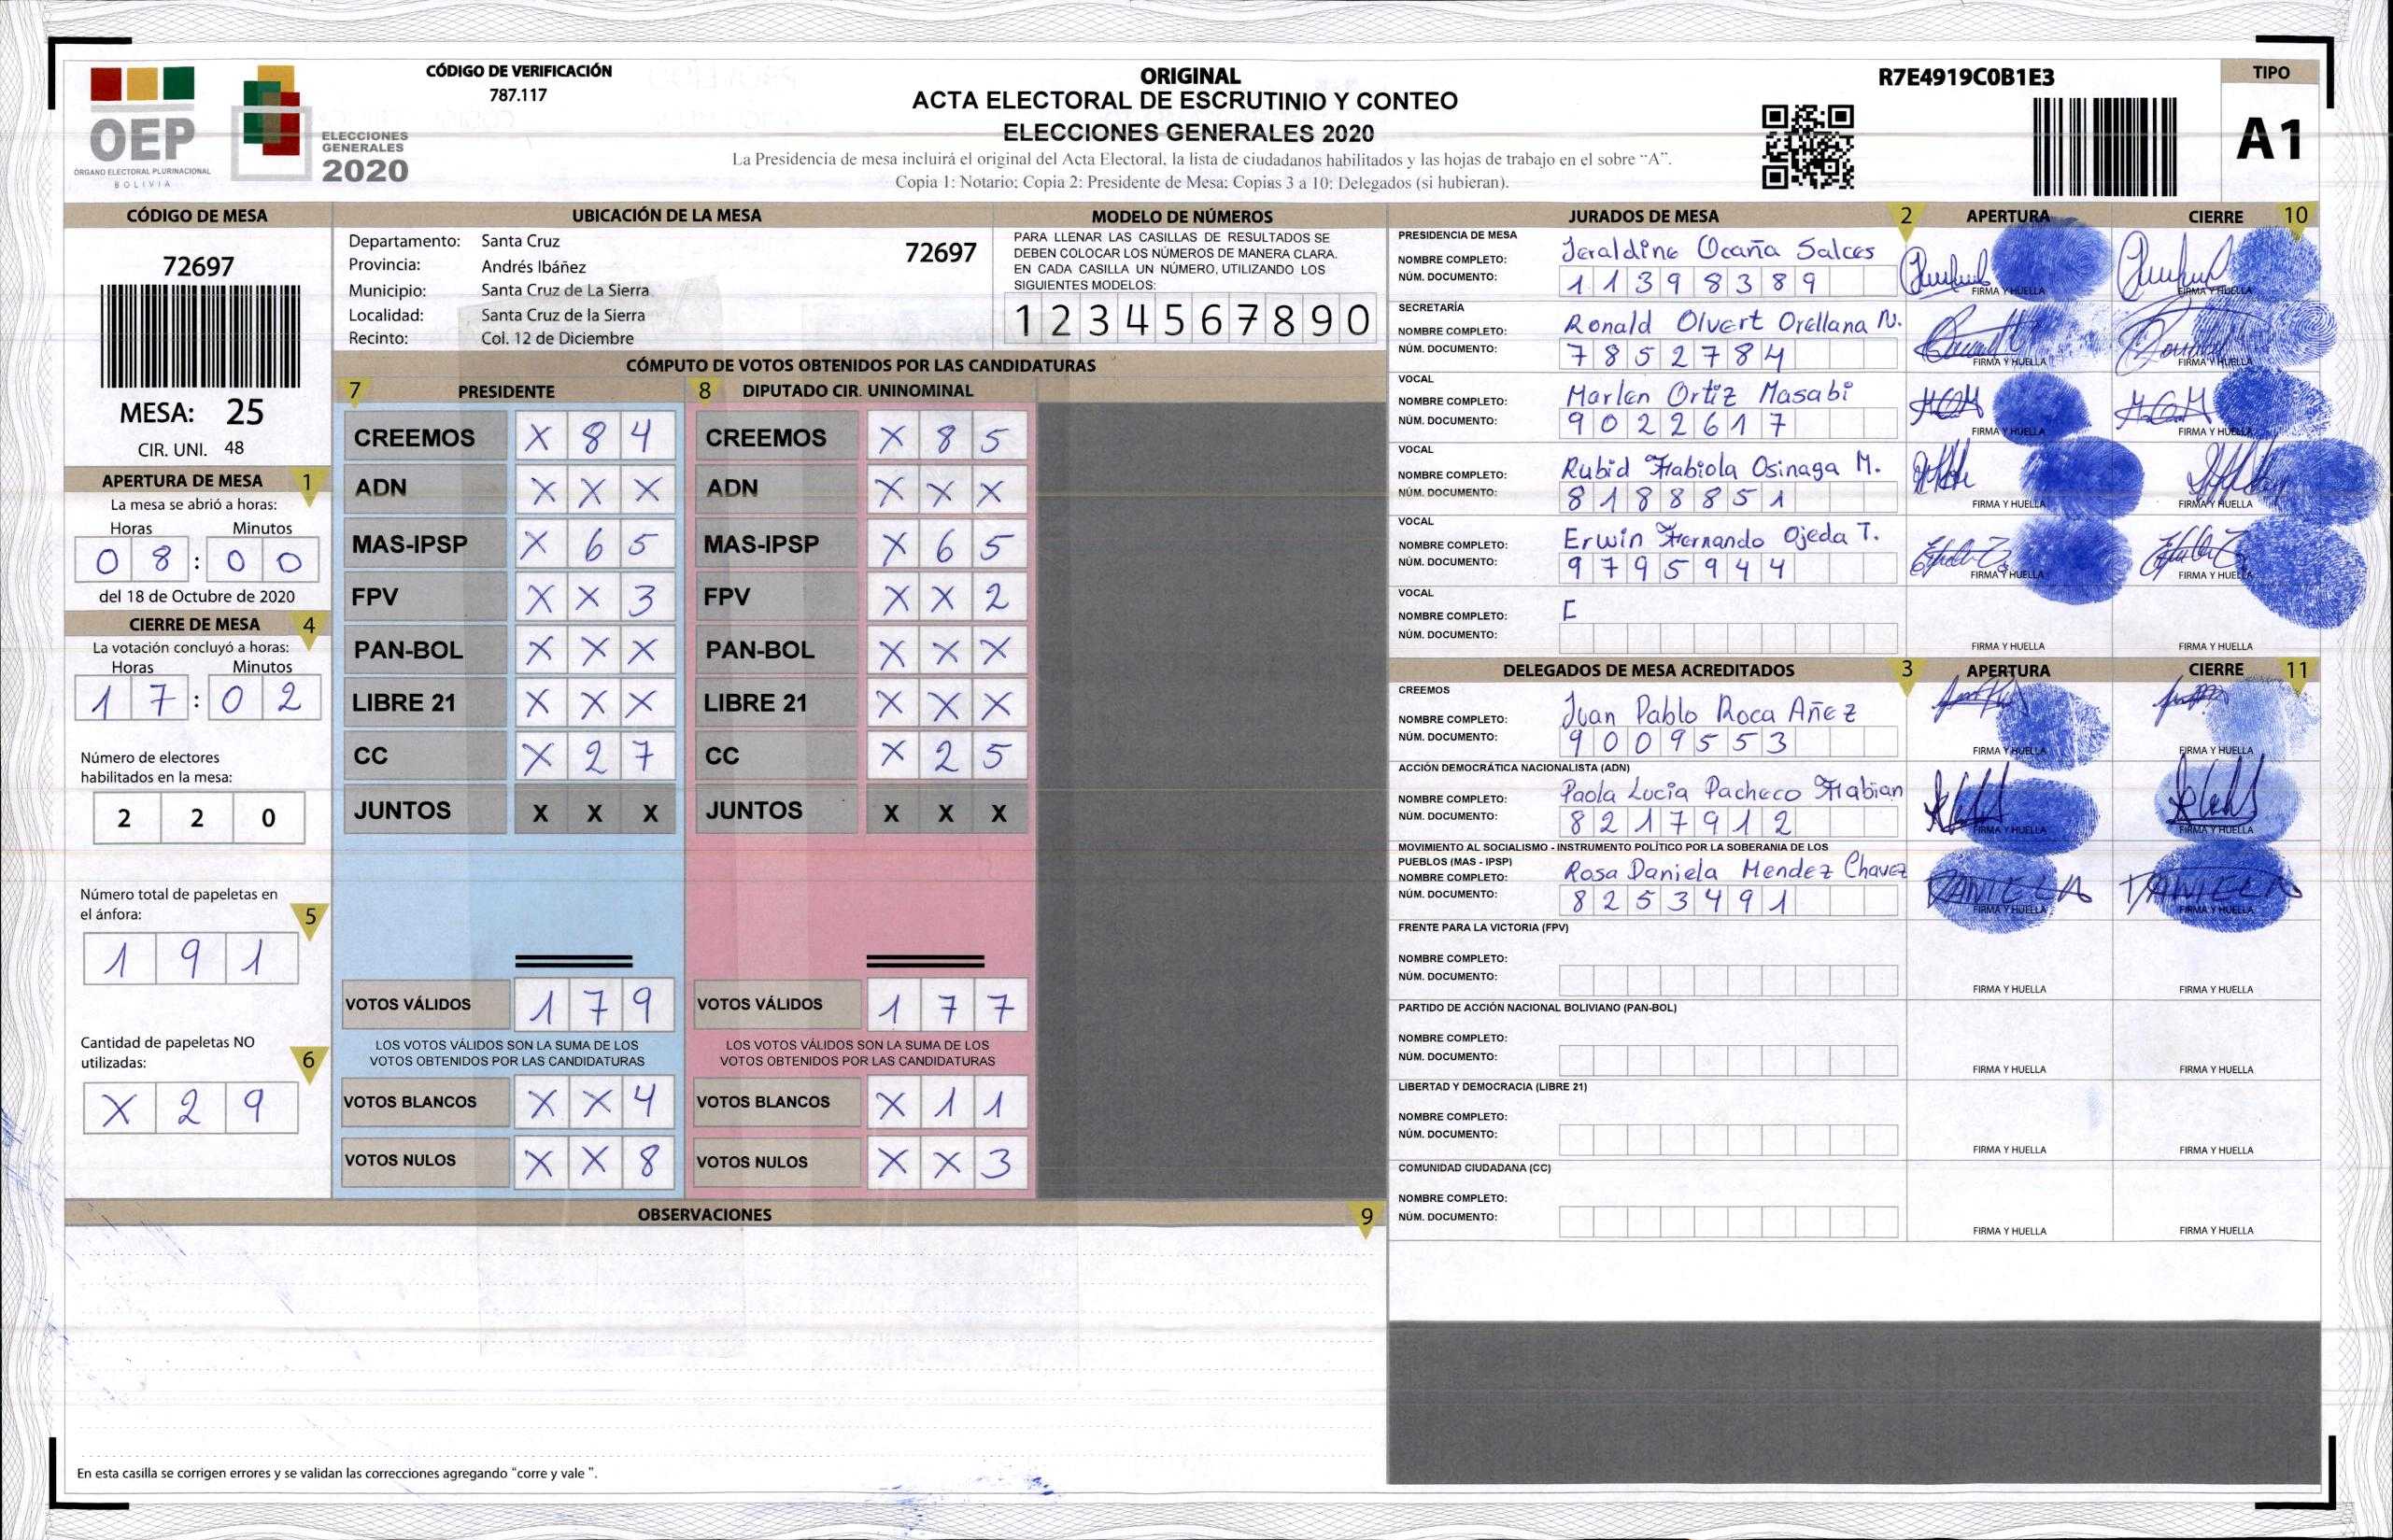 CÓDIGO DE VERIFICACIÓN
787.117
OEP
ÓRGANO ELECTORAL PLURINACIONAL
BOLIVIA
ELECCIONES
GENERALES
2020
ORIGINAL
ACTA ELECTORAL DE ESCRUTINIO Y CONTEO
ELECCIONES GENERALES 2020
La Presidencia de mesa incluirá el original del Acta Electoral, la lista de ciudadanos habilitados y las hojas de trabajo en el sobre "A".
Copia 1: Notario; Copia 2: Presidente de Mesa; Copias 3 a 10: Delegados (si hubieran).
R7E4919C0B1E3
TIPO
A1
CÓDIGO DE MESA
72697
MESA: 25
CIR. UNI. 48
APERTURA DE MESA 1
La mesa se abrió a horas:
Horas Minutos
0 8 : 0 0
del 18 de Octubre de 2020
CIERRE DE MESA 4
La votación concluyó a horas:
Horas Minutos
1 7 : 0 2
Número de electores
habilitados en la mesa:
2 2 0
Número total de papeletas en
el ánfora: 5
1 9 1
Cantidad de papeletas NO
utilizadas: 6
X 2 9
UBICACIÓN DE LA MESA
Departamento: Santa Cruz 72697
Provincia: Andrés Ibáñez
Municipio: Santa Cruz de La Sierra
Localidad: Santa Cruz de la Sierra
Recinto: Col. 12 de Diciembre
MODELO DE NÚMEROS
PARA LLENAR LAS CASILLAS DE RESULTADOS SE
DEBEN COLOCAR LOS NÚMEROS DE MANERA CLARA.
EN CADA CASILLA UN NÚMERO, UTILIZANDO LOS
SIGUIENTES MODELOS:
1 2 3 4 5 6 7 8 9 0
CÓMPUTO DE VOTOS OBTENIDOS POR LAS CANDIDATURAS
7 PRESIDENTE 8 DIPUTADO CIR. UNINOMINAL
CREEMOS X 8 4 CREEMOS X 8 5
ADN X X X ADN X X X
MAS-IPSP X 6 5 MAS-IPSP X 6 5
FPV X X 3 FPV X X 2
PAN-BOL X X X PAN-BOL X X X
LIBRE 21 X X X LIBRE 21 X X X
CC X 2 7 CC X 2 5
JUNTOS X X X JUNTOS X X X
VOTOS VÁLIDOS 1 7 9 VOTOS VÁLIDOS 1 7 7
LOS VOTOS VÁLIDOS SON LA SUMA DE LOS LOS VOTOS VÁLIDOS SON LA SUMA DE LOS
VOTOS OBTENIDOS POR LAS CANDIDATURAS VOTOS OBTENIDOS POR LAS CANDIDATURAS
VOTOS BLANCOS X X 4 VOTOS BLANCOS X 1 1
VOTOS NULOS X X 8 VOTOS NULOS X X 3
OBSERVACIONES 9
En esta casilla se corrigen errores y se validan las correcciones agregando "corre y vale ".
JURADOS DE MESA 2 APERTURA CIERRE 10
PRESIDENCIA DE MESA
NOMBRE COMPLETO: Jeraldine Ocaña Salces
NÚM. DOCUMENTO: 1 1 3 9 8 3 8 9
FIRMA Y HUELLA FIRMA Y HUELLA
SECRETARÍA
NOMBRE COMPLETO: Ronald Olvert Orellana N.
NÚM. DOCUMENTO: 7 8 5 2 7 8 4
FIRMA Y HUELLA FIRMA Y HUELLA
VOCAL
NOMBRE COMPLETO: Marlen Ortiz Masabi
NÚM. DOCUMENTO: 9 0 2 2 6 1 7
FIRMA Y HUELLA FIRMA Y HUELLA
VOCAL
NOMBRE COMPLETO: Rubid Fabiola Osinaga M.
NÚM. DOCUMENTO: 8 1 8 8 8 5 1
FIRMA Y HUELLA FIRMA Y HUELLA
VOCAL
NOMBRE COMPLETO: Erwin Fernando Ojeda T.
NÚM. DOCUMENTO: 9 7 9 5 9 4 4
FIRMA Y HUELLA FIRMA Y HUELLA
VOCAL
NOMBRE COMPLETO:
NÚM. DOCUMENTO:
FIRMA Y HUELLA FIRMA Y HUELLA
DELEGADOS DE MESA ACREDITADOS 3 APERTURA CIERRE 11
CREEMOS
NOMBRE COMPLETO: Juan Pablo Roca Añez
NÚM. DOCUMENTO: 9 0 0 9 5 5 3
FIRMA Y HUELLA FIRMA Y HUELLA
ACCIÓN DEMOCRÁTICA NACIONALISTA (ADN)
NOMBRE COMPLETO: Paola Lucia Pacheco Fabian
NÚM. DOCUMENTO: 8 2 1 7 9 1 2
FIRMA Y HUELLA FIRMA Y HUELLA
MOVIMIENTO AL SOCIALISMO - INSTRUMENTO POLÍTICO POR LA SOBERANIA DE LOS
PUEBLOS (MAS - IPSP)
NOMBRE COMPLETO: Rosa Daniela Mendez Chavez
NÚM. DOCUMENTO: 8 2 5 3 4 9 1
DANIELA DANIELA
FIRMA Y HUELLA FIRMA Y HUELLA
FRENTE PARA LA VICTORIA (FPV)
NOMBRE COMPLETO:
NÚM. DOCUMENTO:
FIRMA Y HUELLA FIRMA Y HUELLA
PARTIDO DE ACCIÓN NACIONAL BOLIVIANO (PAN-BOL)
NOMBRE COMPLETO:
NÚM. DOCUMENTO:
FIRMA Y HUELLA FIRMA Y HUELLA
LIBERTAD Y DEMOCRACIA (LIBRE 21)
NOMBRE COMPLETO:
NÚM. DOCUMENTO:
FIRMA Y HUELLA FIRMA Y HUELLA
COMUNIDAD CIUDADANA (CC)
NOMBRE COMPLETO:
NÚM. DOCUMENTO:
FIRMA Y HUELLA FIRMA Y HUELLA